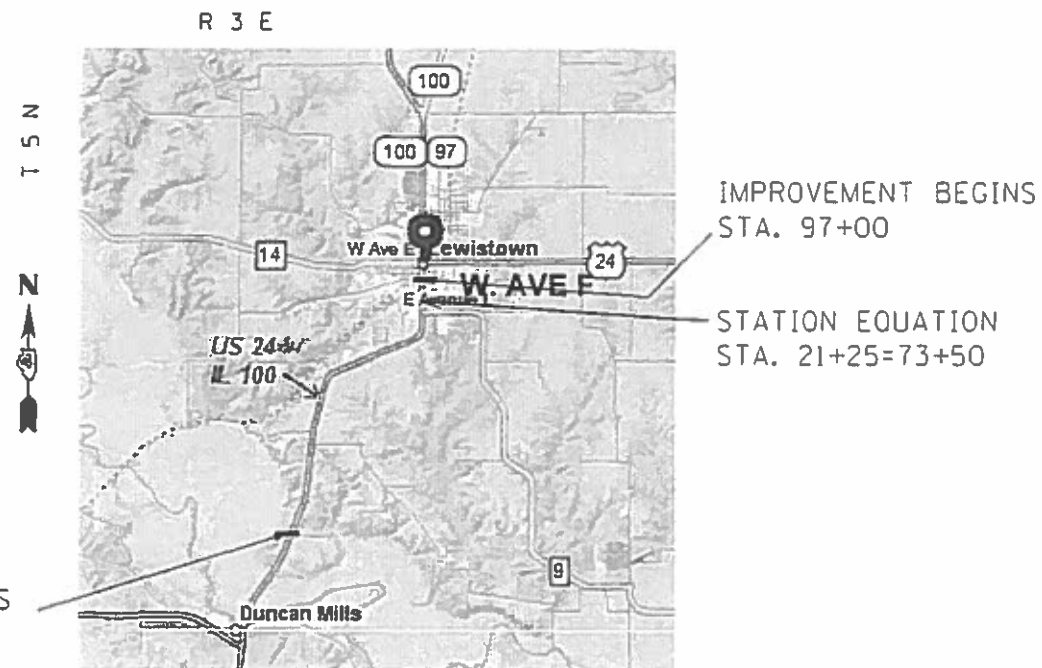 R 3 E
T 5 N
100
100 97
IMPROVEMENT BEGINS
STA. 97+00
W Ave E Lewistown
14
24
W. AVE F
E Avenue
N
STATION EQUATION
STA. 21+25=73+50
US 24
IL 100
9
S
Duncan Mills